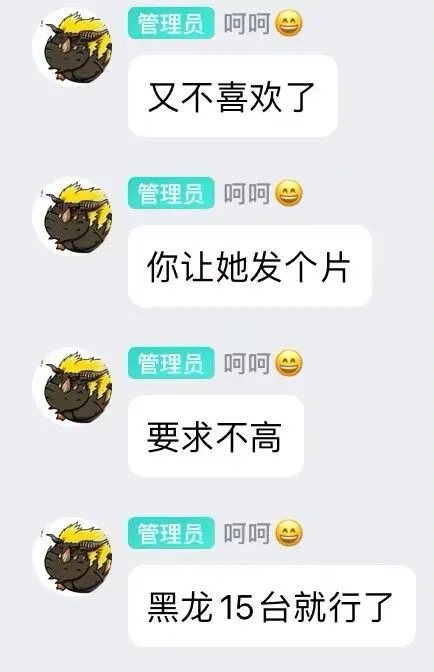 管理员 呵呵😄
又不喜欢了
管理员 呵呵😄
你让她发个片
管理员 呵呵😄
要求不高
管理员 呵呵😄
黑龙15台就行了